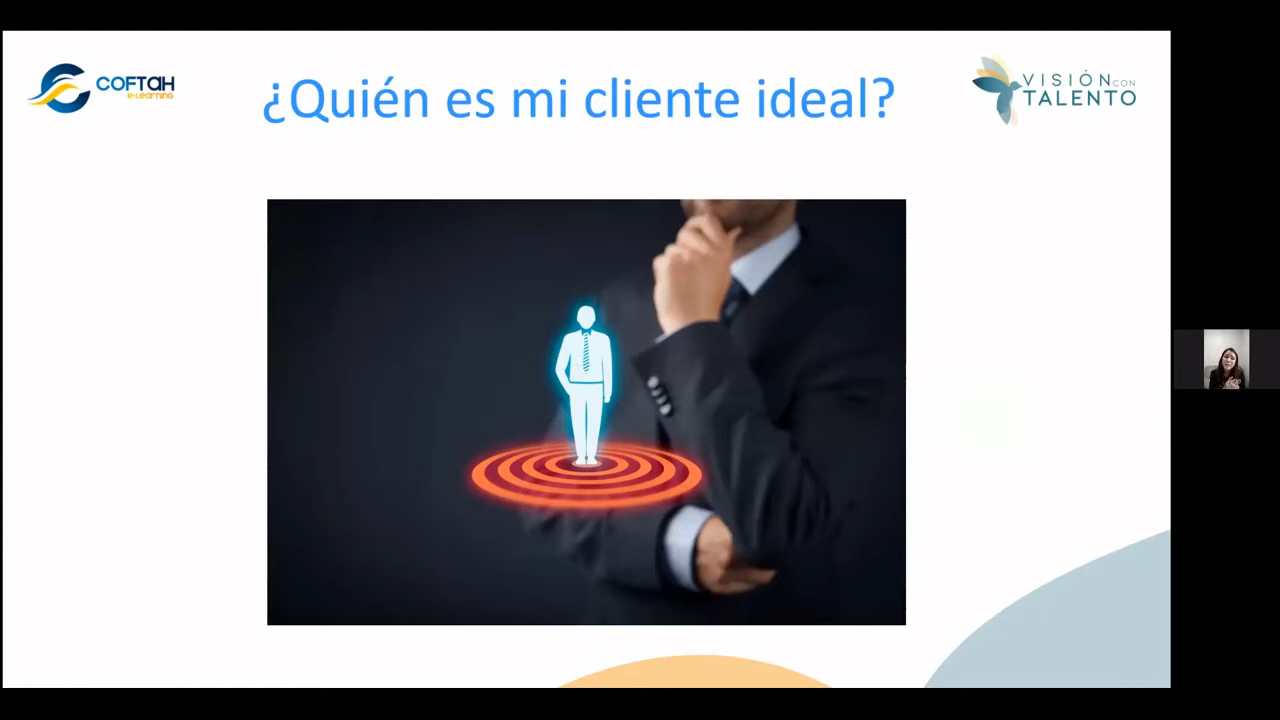 COFTAH
e-Learning
¿Quién es mi cliente ideal?
VISIÓN CON
TALENTO